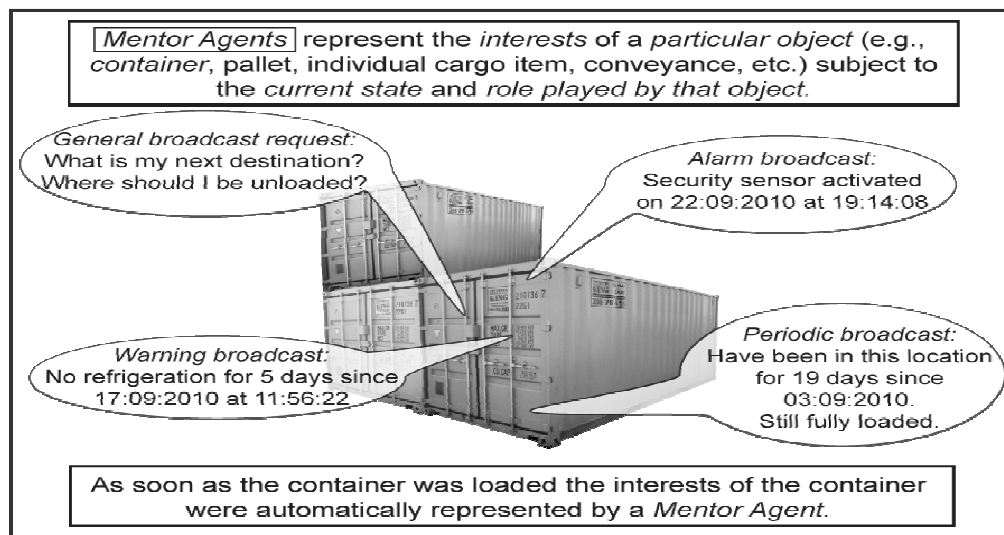 Mentor Agents represent the interests of a particular object (e.g.,
container, pallet, individual cargo item, conveyance, etc.) subject to
the current state and role played by that object.
General broadcast request:
What is my next destination?
Where should I be unloaded?
Alarm broadcast:
Security sensor activated
on 22:09:2010 at 19:14:08
Warning broadcast:
No refrigeration for 5 days since
17:09:2010 at 11:56:22
Periodic broadcast:
Have been in this location
for 19 days since
03:09:2010.
Still fully loaded.
As soon as the container was loaded the interests of the container
were automatically represented by a Mentor Agent.